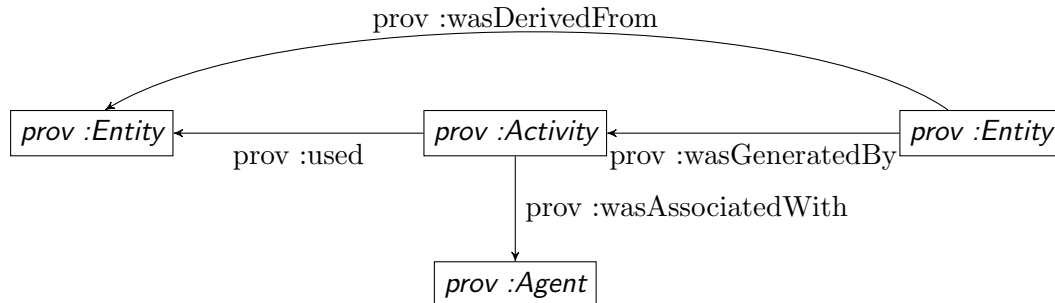 prov :wasDerivedFrom
prov :Entity
prov :Activity
prov :Entity
prov :used
prov :wasGeneratedBy
prov :wasAssociatedWith
prov :Agent